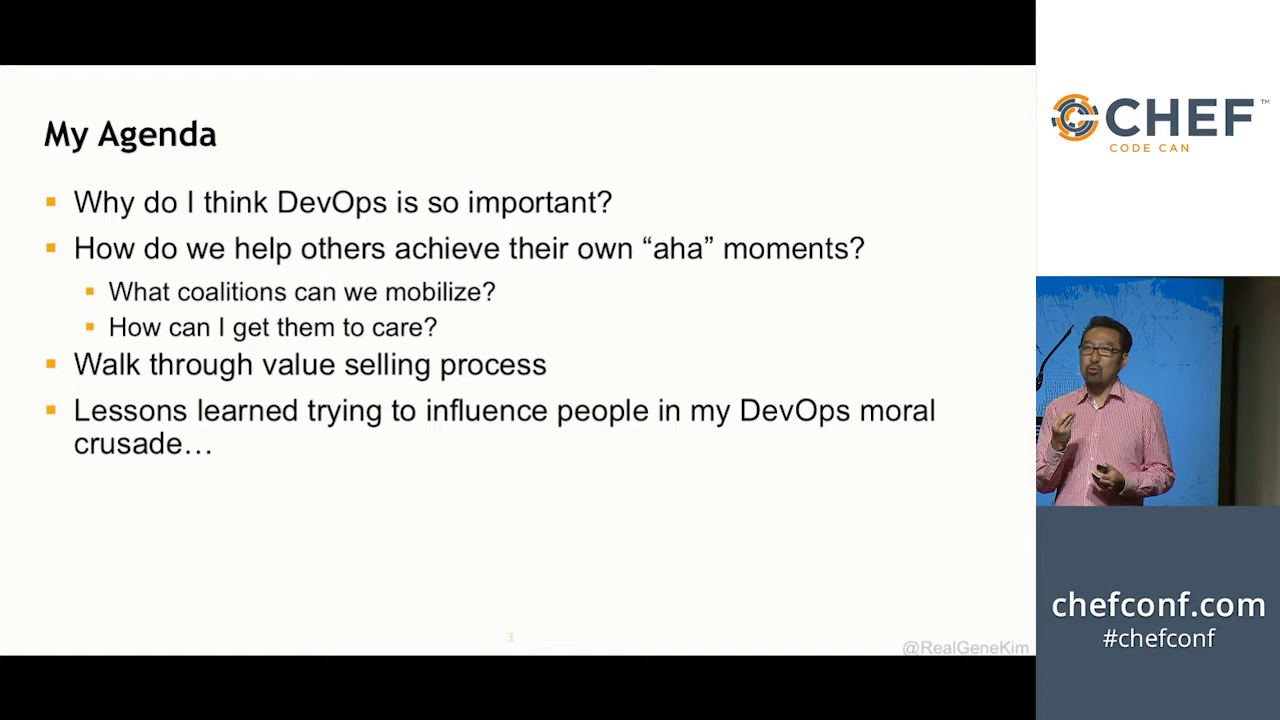 My Agenda
Why do I think DevOps is so important?
How do we help others achieve their own “aha” moments?
What coalitions can we mobilize?
How can I get them to care?
Walk through value selling process
Lessons learned trying to influence people in my DevOps moral
crusade…
3
@RealGeneKim
CHEF™
CODE CAN
chefconf.com
#chefconf